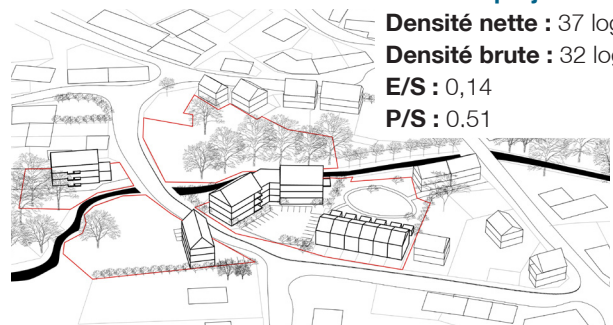 Densité nette : 37 log
Densité brute : 32 log
E/S : 0,14
P/S : 0.51